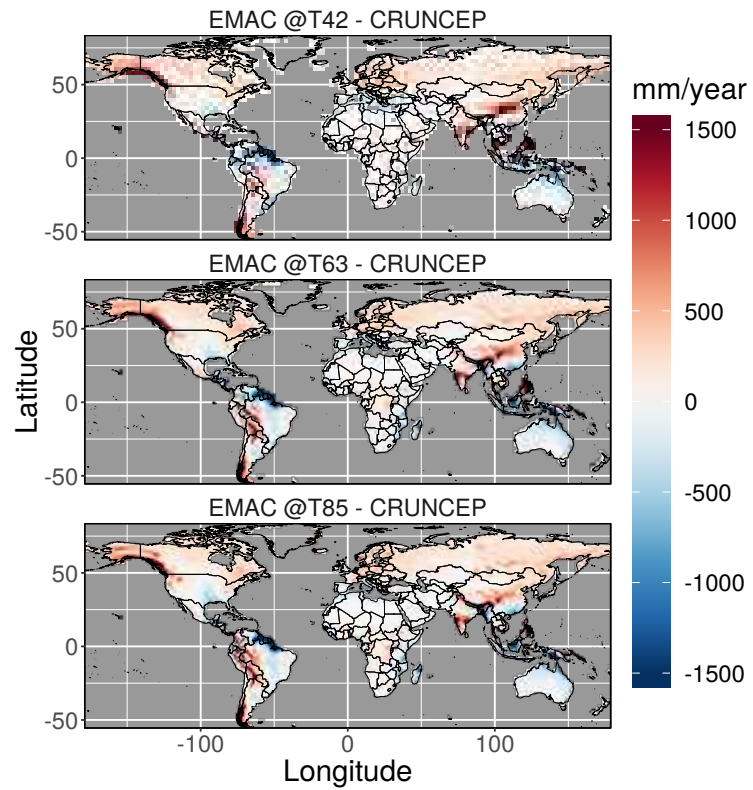 EMAC @T42 - CRUNCEP
50
0
-50
EMAC @T63 - CRUNCEP
50
0
-50
EMAC @T85 - CRUNCEP
50
0
-50
-100 0 100
Longitude
Latitude
mm/year
1500
1000
500
0
-500
-1000
-1500